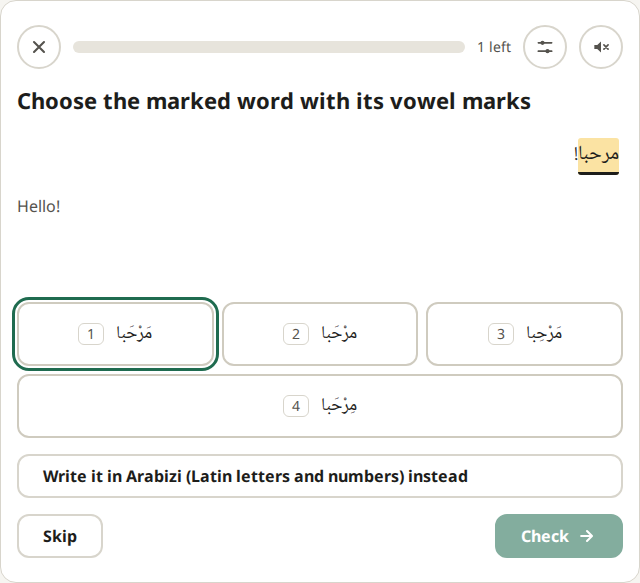 1 left
Choose the marked word with its vowel marks
مرحبا!
Hello!
1 مَرْحَبا
2 مرْحَبا
3 مَرْحِبا
4 مِرْحَبا
Write it in Arabizi (Latin letters and numbers) instead
Skip
Check →